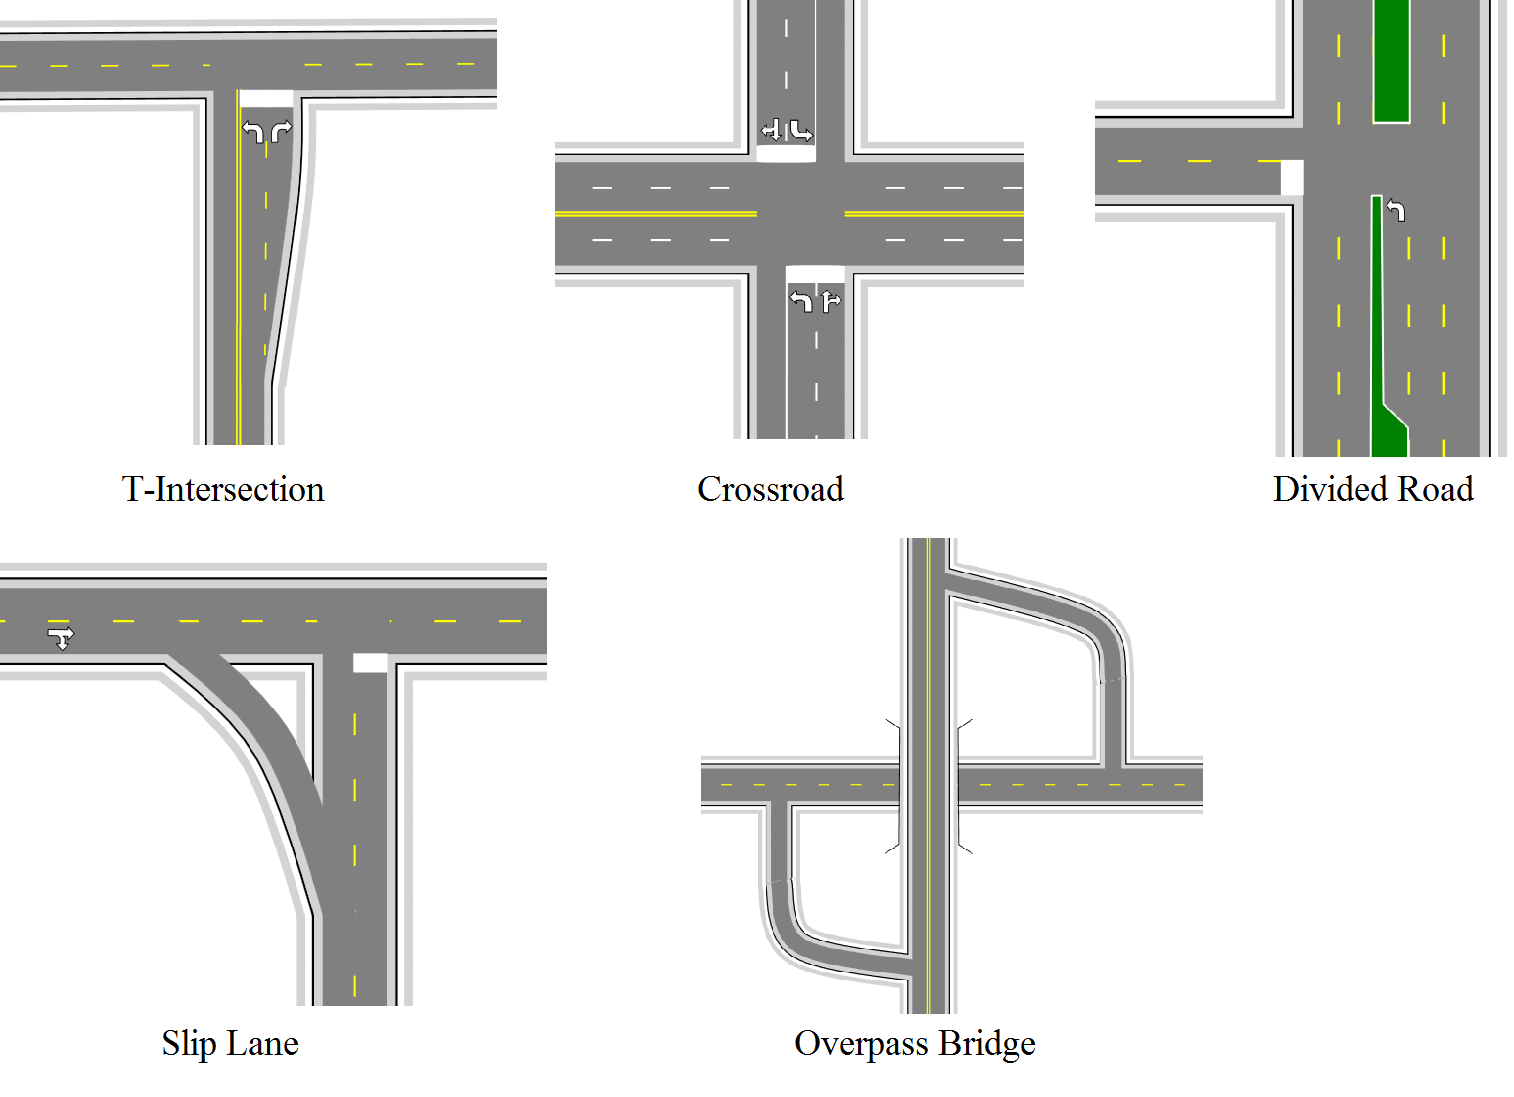 T-Intersection
Crossroad
Divided Road
Slip Lane
Overpass Bridge